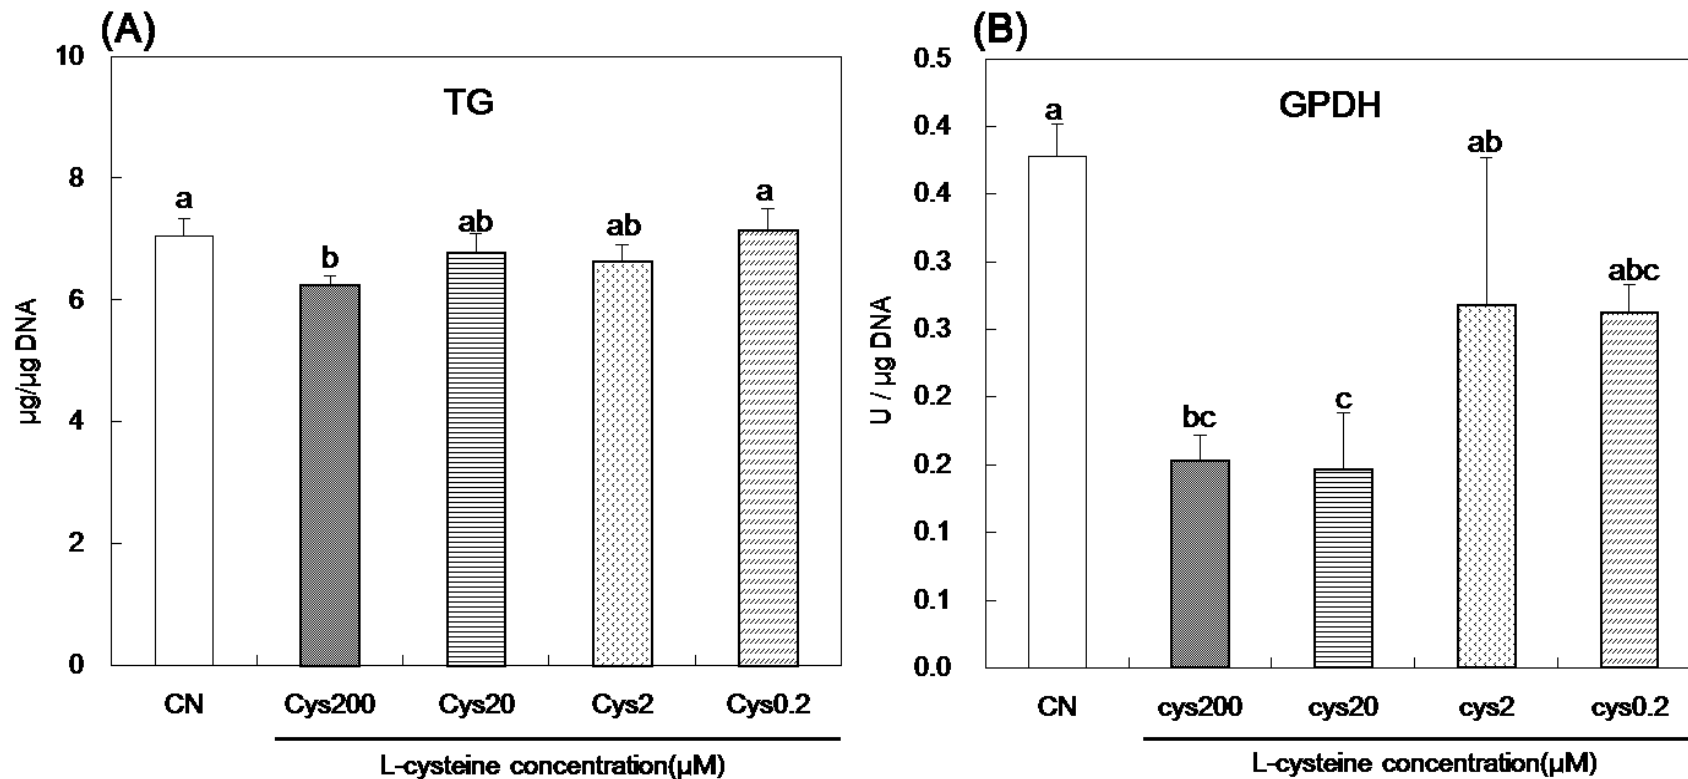 (A)
TG
10
8
6
4
2
0
µg/µg DNA
a
b
ab
ab
a
CN
Cys200
Cys20
Cys2
Cys0.2
L-cysteine concentration(µM)
(B)
GPDH
0.5
0.4
0.4
0.3
0.3
0.2
0.2
0.1
0.1
0.0
U / µg DNA
a
bc
c
ab
abc
CN
cys200
cys20
cys2
cys0.2
L-cysteine concentration(µM)